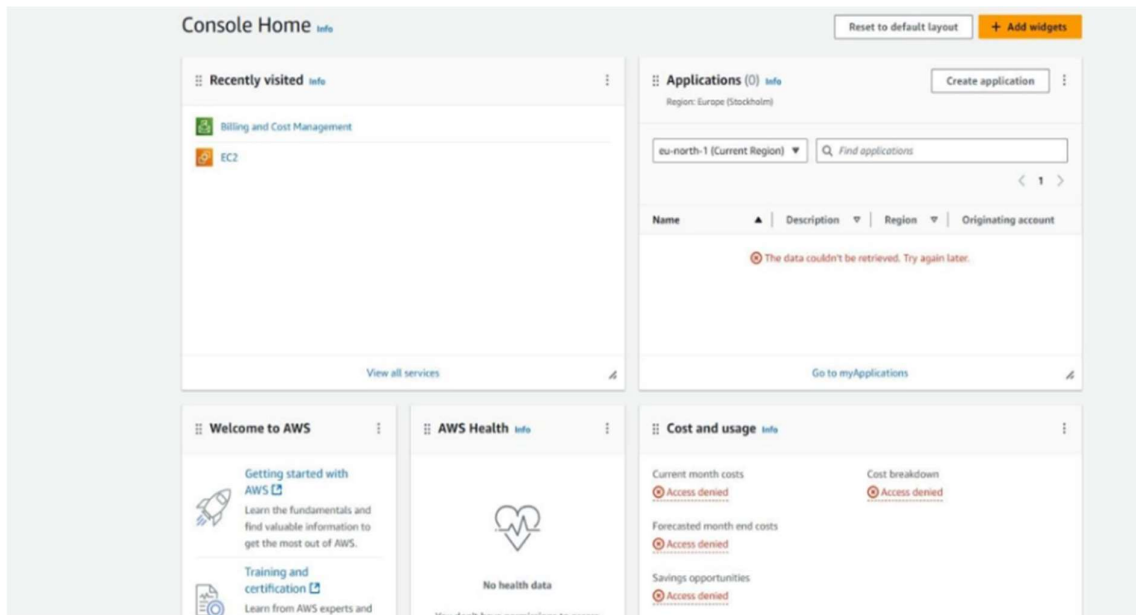 Console Home Info
Reset to default layout
+ Add widgets
Recently visited Info
Billing and Cost Management
EC2
View all services
Applications (0) Info
Region: Europe (Stockholm)
Create application
eu-north-1 (Current Region)
Find applications
1
Name
Description
Region
Originating account
The data couldn't be retrieved. Try again later.
Go to myApplications
Welcome to AWS
Getting started with
AWS
Learn the fundamentals and
find valuable information to
get the most out of AWS.
Training and
certification
Learn from AWS experts and
AWS Health Info
No health data
Cost and usage Info
Current month costs
Access denied
Cost breakdown
Access denied
Forecasted month end costs
Access denied
Savings opportunities
Access denied